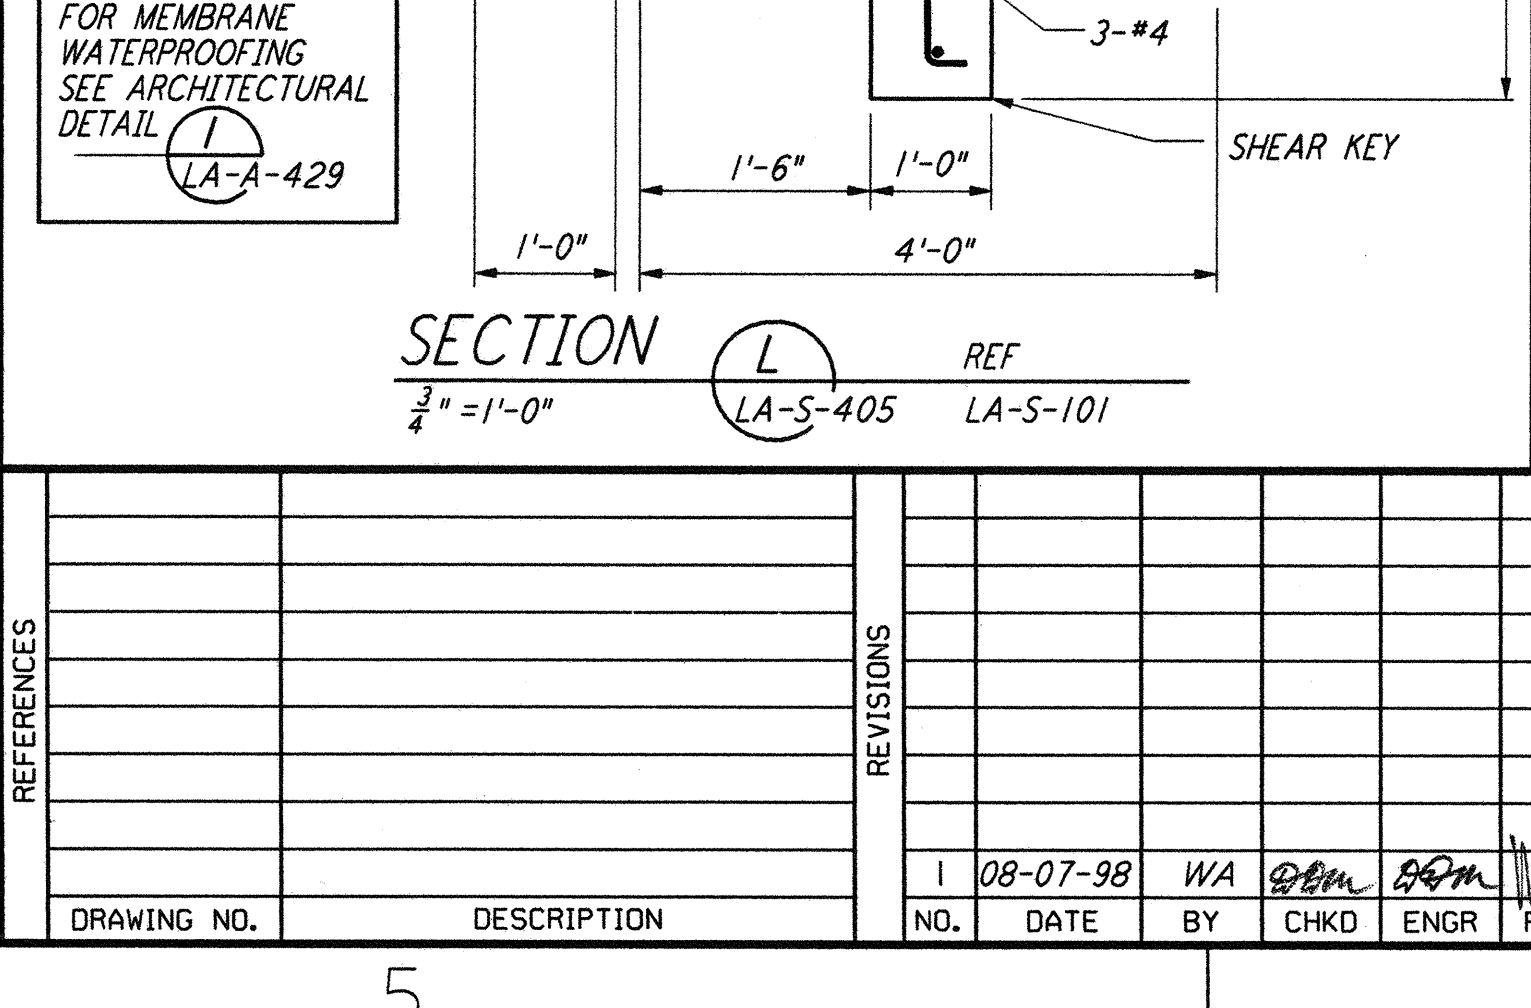 FOR MEMBRANE
WATERPROOFING
SEE ARCHITECTURAL
DETAIL
1
LA-A-429
3-#4
SHEAR KEY
1'-6"
1'-0"
1'-0"
4'-0"
SECTION
L
REF
3/4" =1'-0"
LA-S-405
LA-S-101
REFERENCES
REVISIONS
1 08-07-98 WA
DRAWING NO. DESCRIPTION
NO. DATE BY CHKD ENGR
5